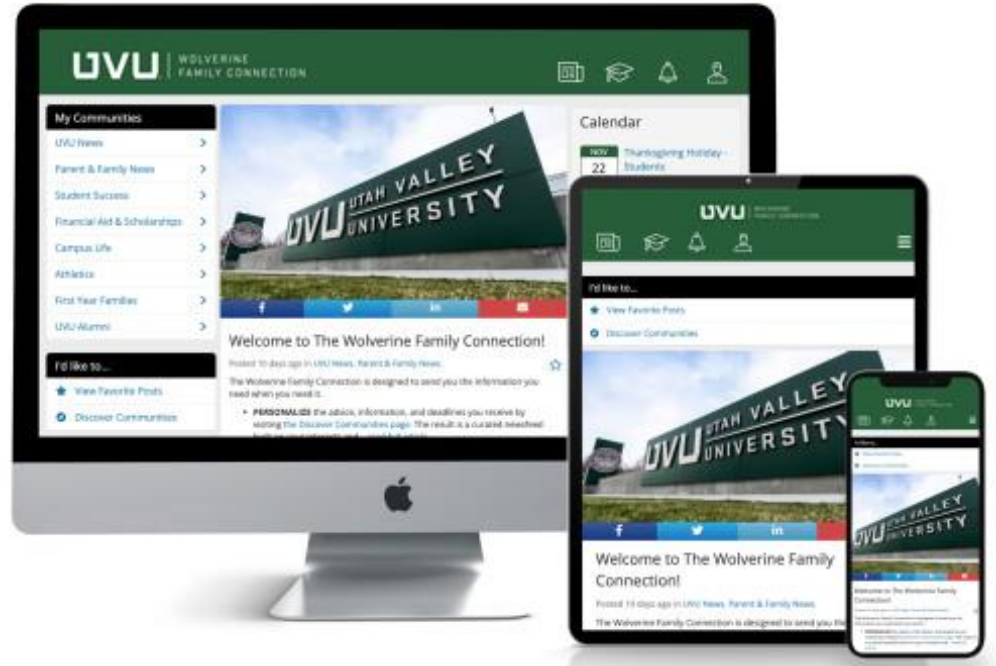 UVU WOLVERINE
FAMILY CONNECTION
My Communities
UVU News
Parent & Family News
Student Success
Financial Aid & Scholarships
Campus Life
Athletics
First Year Families
UVU Alumni
I'd like to...
View Favorite Posts
Discover Communities
UVU UTAH VALLEY
UNIVERSITY
Welcome to The Wolverine Family Connection!
Posted 10 days ago in UVU News, Parent & Family News
The Wolverine Family Connection is designed to send you the information you
need when you need it.
• PERSONALIZE the advice, information, and deadlines you receive by
visiting the Discover Communities page. The result is a curated newsfeed
Calendar
NOV
22
Thanksgiving Holiday -
Students
UVU WOLVERINE
FAMILY CONNECTION
I'd like to...
View Favorite Posts
Discover Communities
UVU UTAH VALLEY
UNIVERSITY
Welcome to The Wolverine Family
Connection!
Posted 10 days ago in UVU News, Parent & Family News
The Wolverine Family Connection is designed to send you the
UVU
I'd like to...
UVU UTAH VALLEY
UNIVERSITY
Welcome to The Wolverine Family
Connection!